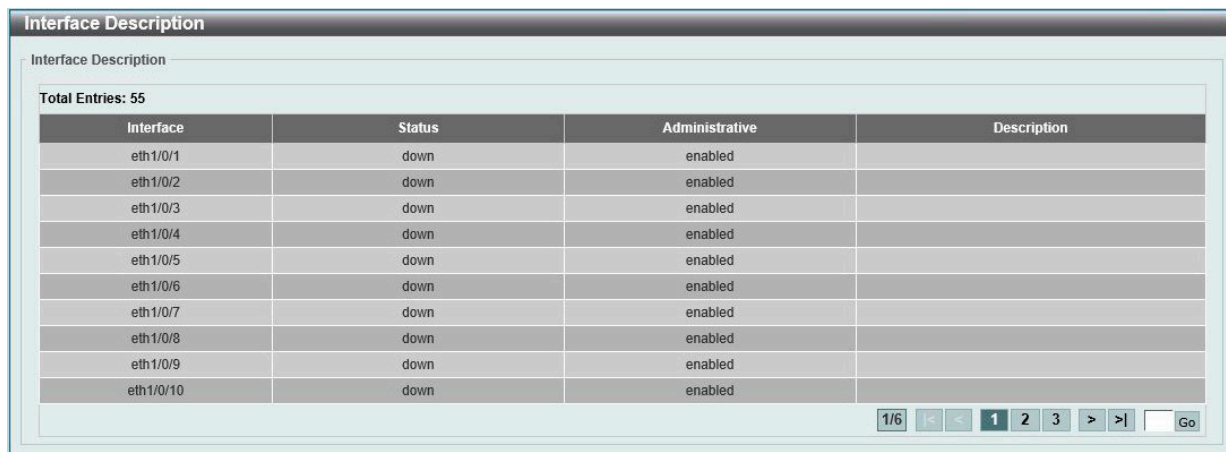 Interface Description
Interface Description
Total Entries: 55
Interface Status Administrative Description
eth1/0/1 down enabled
eth1/0/2 down enabled
eth1/0/3 down enabled
eth1/0/4 down enabled
eth1/0/5 down enabled
eth1/0/6 down enabled
eth1/0/7 down enabled
eth1/0/8 down enabled
eth1/0/9 down enabled
eth1/0/10 down enabled
1/6 |< < 1 2 3 > >| Go